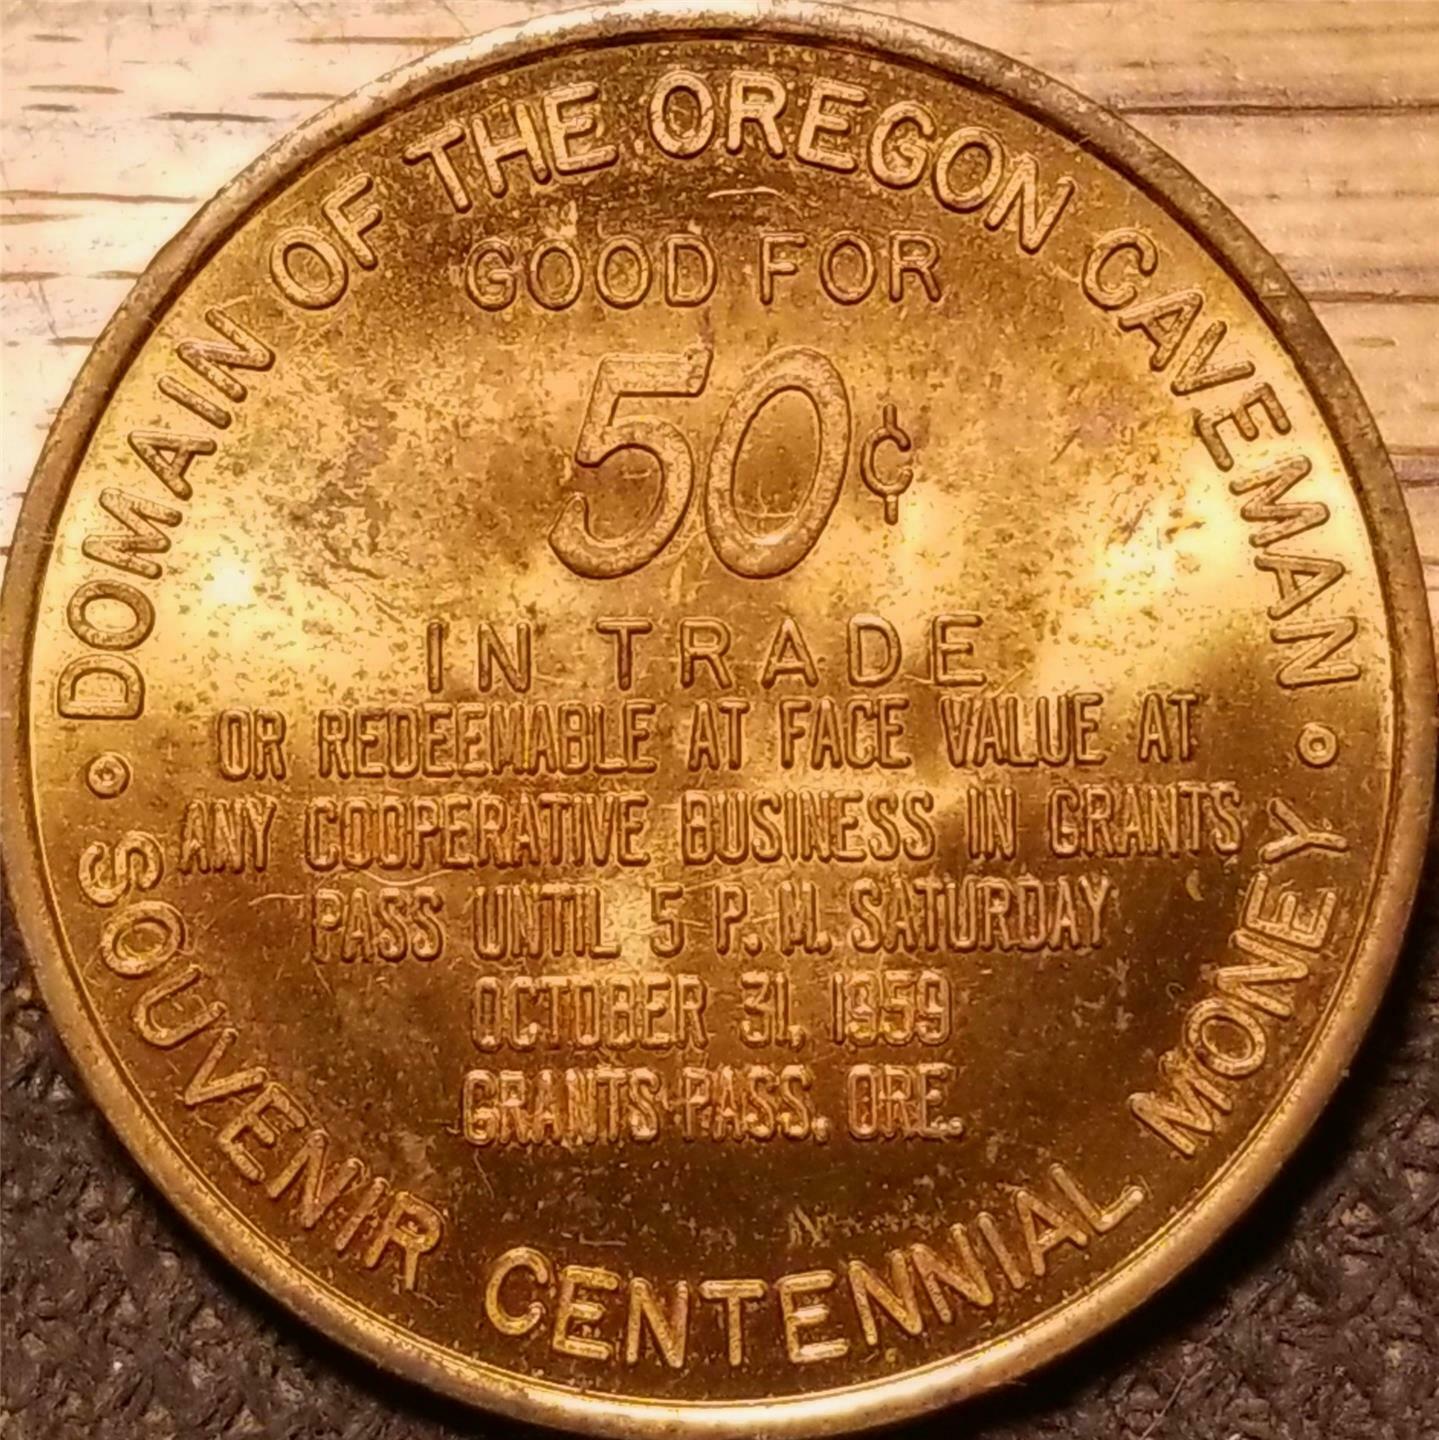 DOMAIN OF THE OREGON CAVEMAN
GOOD FOR
50¢
IN TRADE
OR REDEEMABLE AT FACE VALUE AT
ANY COOPERATIVE BUSINESS IN GRANTS
PASS UNTIL 5 P.M. SATURDAY
OCTOBER 31, 1959
GRANTS PASS, ORE.
SOUVENIR CENTENNIAL MONEY